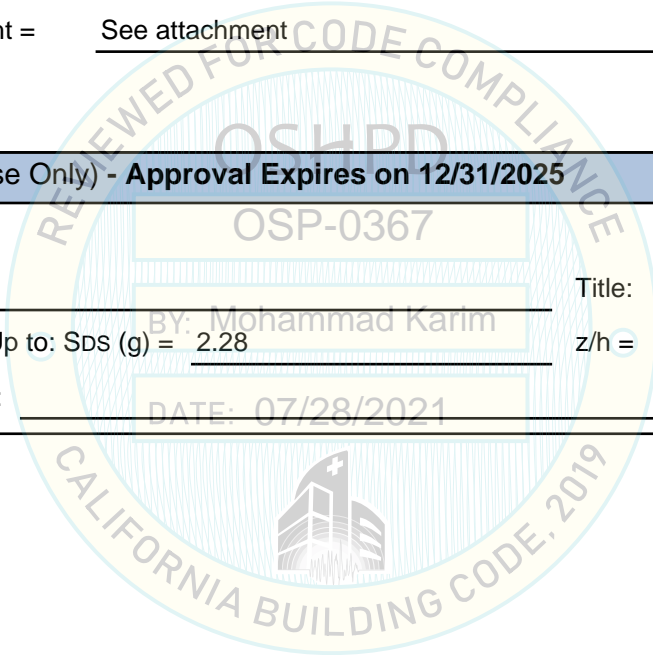 nt = See attachment
REVIEWED FOR CODE COMPLIANCE
OSHPD
se Only) - Approval Expires on 12/31/2025
OSP-0367
Title:
BY: Mohammad Karim
Up to: SDS (g) = 2.28 z/h =
:
DATE: 07/28/2021
CALIFORNIA BUILDING CODE, 2019